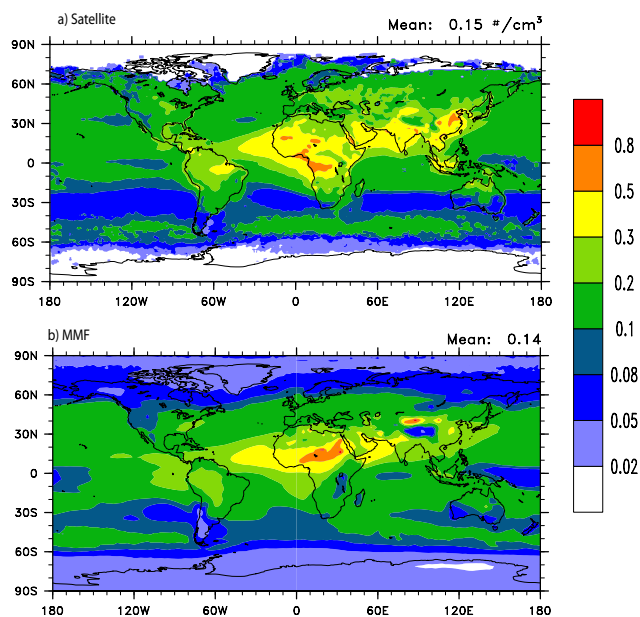 a) Satellite
Mean: 0.15 #/cm³
90N
60N
30N
0
30S
60S
90S
180 120W 60W 0 60E 120E 180
b) MMF
Mean: 0.14
90N
60N
30N
0
30S
60S
90S
180 120W 60W 0 60E 120E 180
0.8
0.5
0.3
0.2
0.1
0.08
0.05
0.02